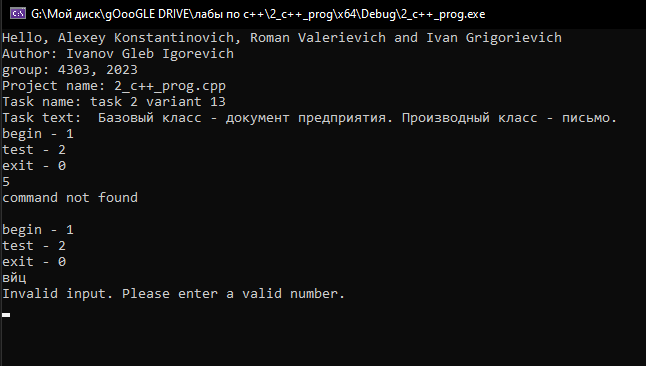 G:\Мой диск\gOooGLE DRIVE\лабы по c++\2_c++_prog\x64\Debug\2_c++_prog.exe
Hello, Alexey Konstantinovich, Roman Valerievich and Ivan Grigorievich
Author: Ivanov Gleb Igorevich
group: 4303, 2023
Project name: 2_c++_prog.cpp
Task name: task 2 variant 13
Task text:  Базовый класс - документ предприятия. Производный класс - письмо.
begin - 1
test - 2
exit - 0
5
command not found
begin - 1
test - 2
exit - 0
вйц
Invalid input. Please enter a valid number.